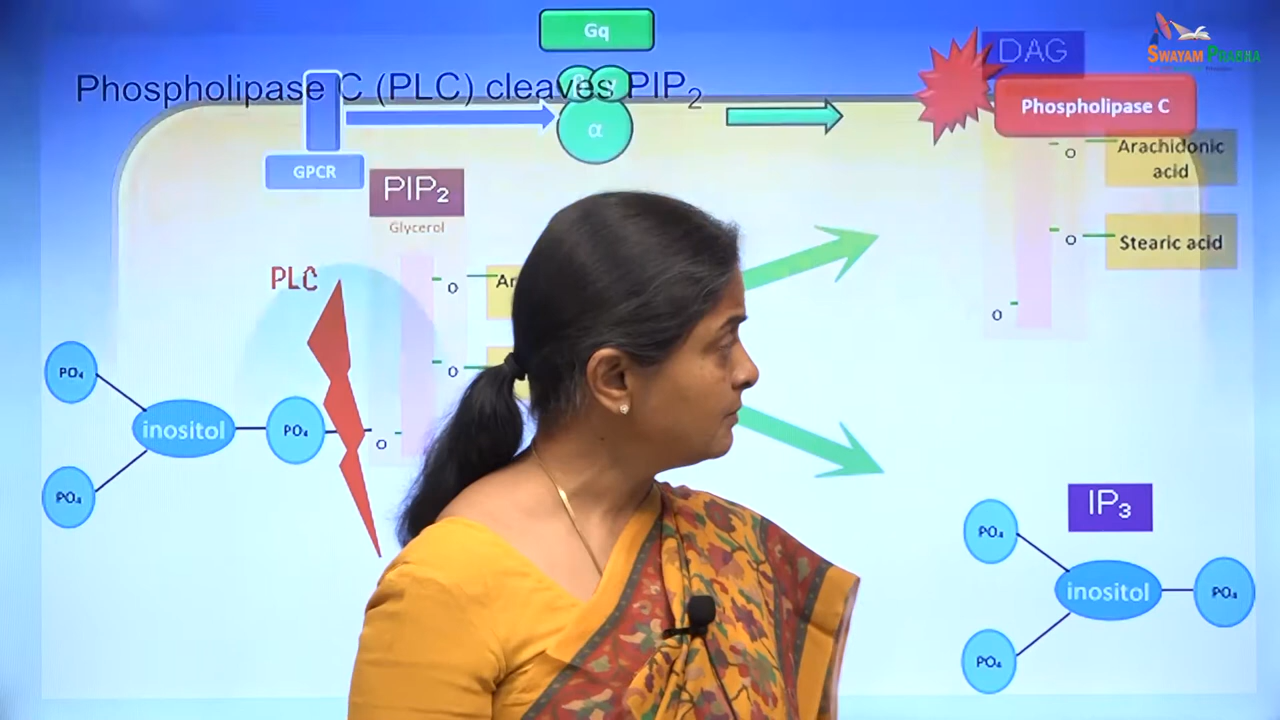 Gq
SWAYAM PRABHA
DAG
Phospholipase C (PLC) cleaves PIP₂
Phospholipase C
α
GPCR
PIP₂
Glycerol
O
Arachidonic
acid
O
Stearic acid
PLC
O
Ar
O
O
PO₄
O
inositol
PO₄
O
PO₄
IP₃
PO₄
inositol
PO₄
PO₄